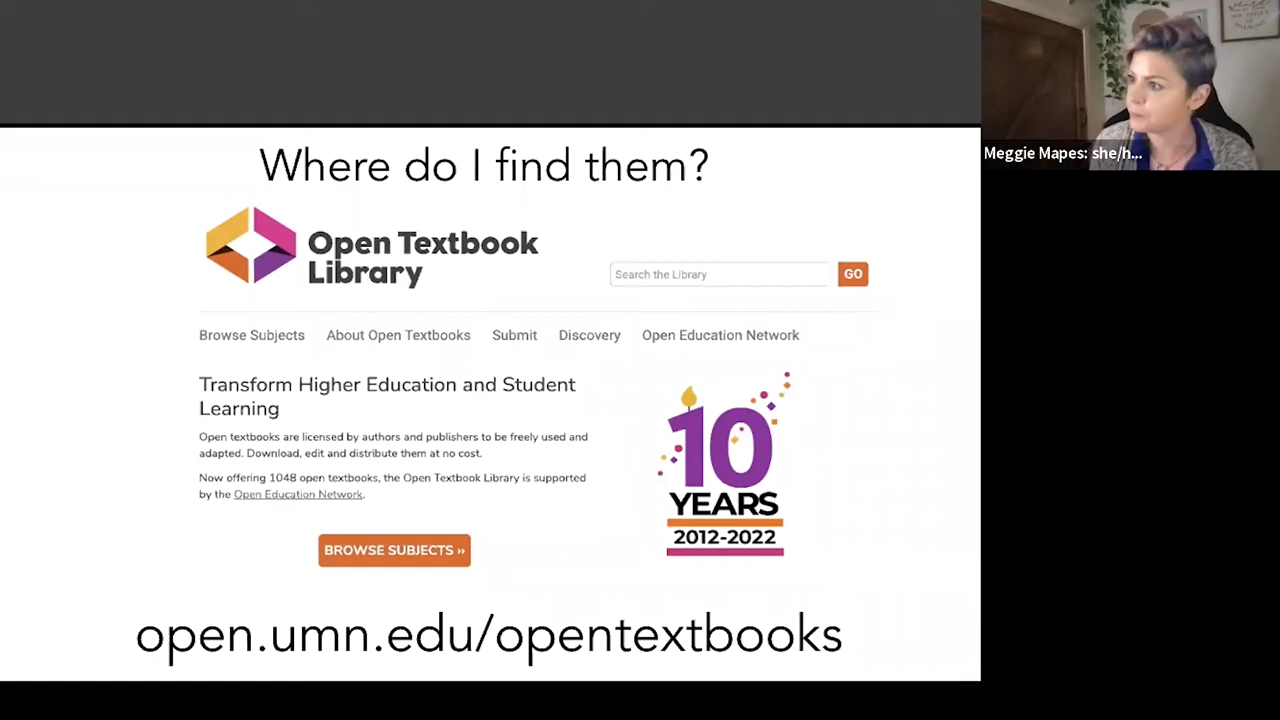 Where do I find them?
Open Textbook
Library
Search the Library
GO
Browse Subjects About Open Textbooks Submit Discovery Open Education Network
Transform Higher Education and Student
Learning
Open textbooks are licensed by authors and publishers to be freely used and
adapted. Download, edit and distribute them at no cost.
Now offering 1048 open textbooks, the Open Textbook Library is supported
by the Open Education Network.
BROWSE SUBJECTS »
10
YEARS
2012-2022
open.umn.edu/opentextbooks
Meggie Mapes: she/h...